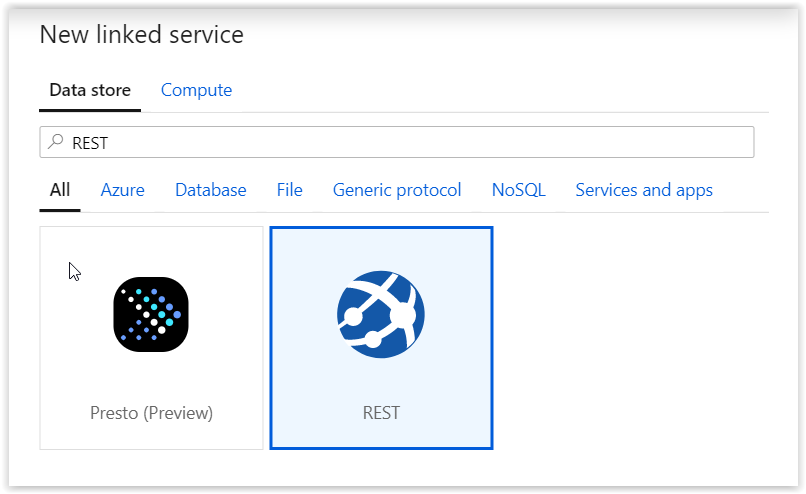 New linked service
Data store Compute
REST
All Azure Database File Generic protocol NoSQL Services and apps
Presto (Preview) REST